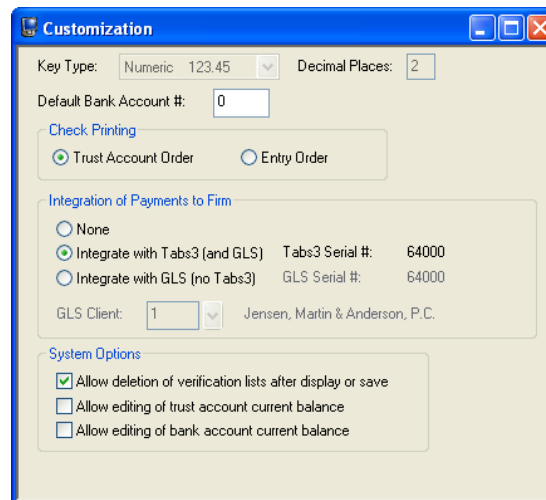 Customization
Key Type: Numeric 123.45 Decimal Places: 2
Default Bank Account #: 0
Check Printing
Trust Account Order Entry Order
Integration of Payments to Firm
None
Integrate with Tabs3 (and GLS) Tabs3 Serial #: 64000
Integrate with GLS (no Tabs3) GLS Serial #: 64000
GLS Client: 1 Jensen, Martin & Anderson, P.C.
System Options
Allow deletion of verification lists after display or save
Allow editing of trust account current balance
Allow editing of bank account current balance